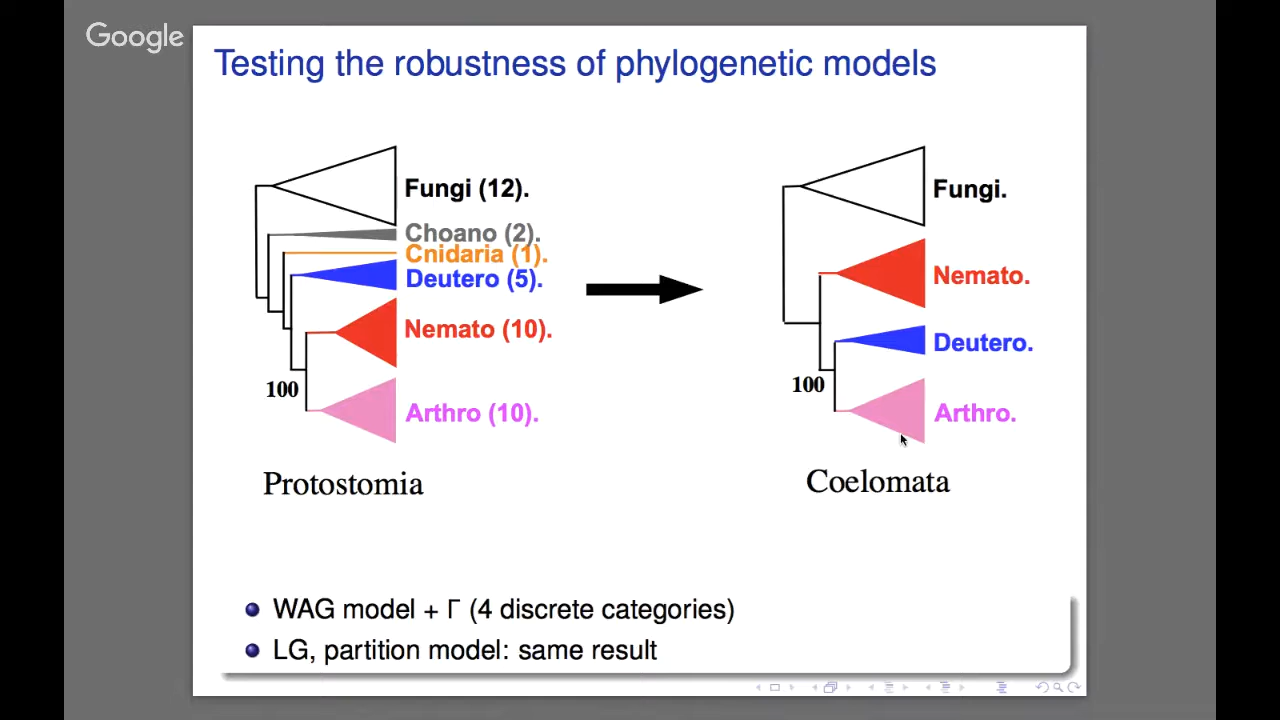 Google
Testing the robustness of phylogenetic models
Fungi (12).
Choano (2).
Cnidaria (1).
Deutero (5).
Nemato (10).
100
Arthro (10).
Protostomia
Fungi.
Nemato.
Deutero.
100
Arthro.
Coelomata
WAG model + Γ (4 discrete categories)
LG, partition model: same result